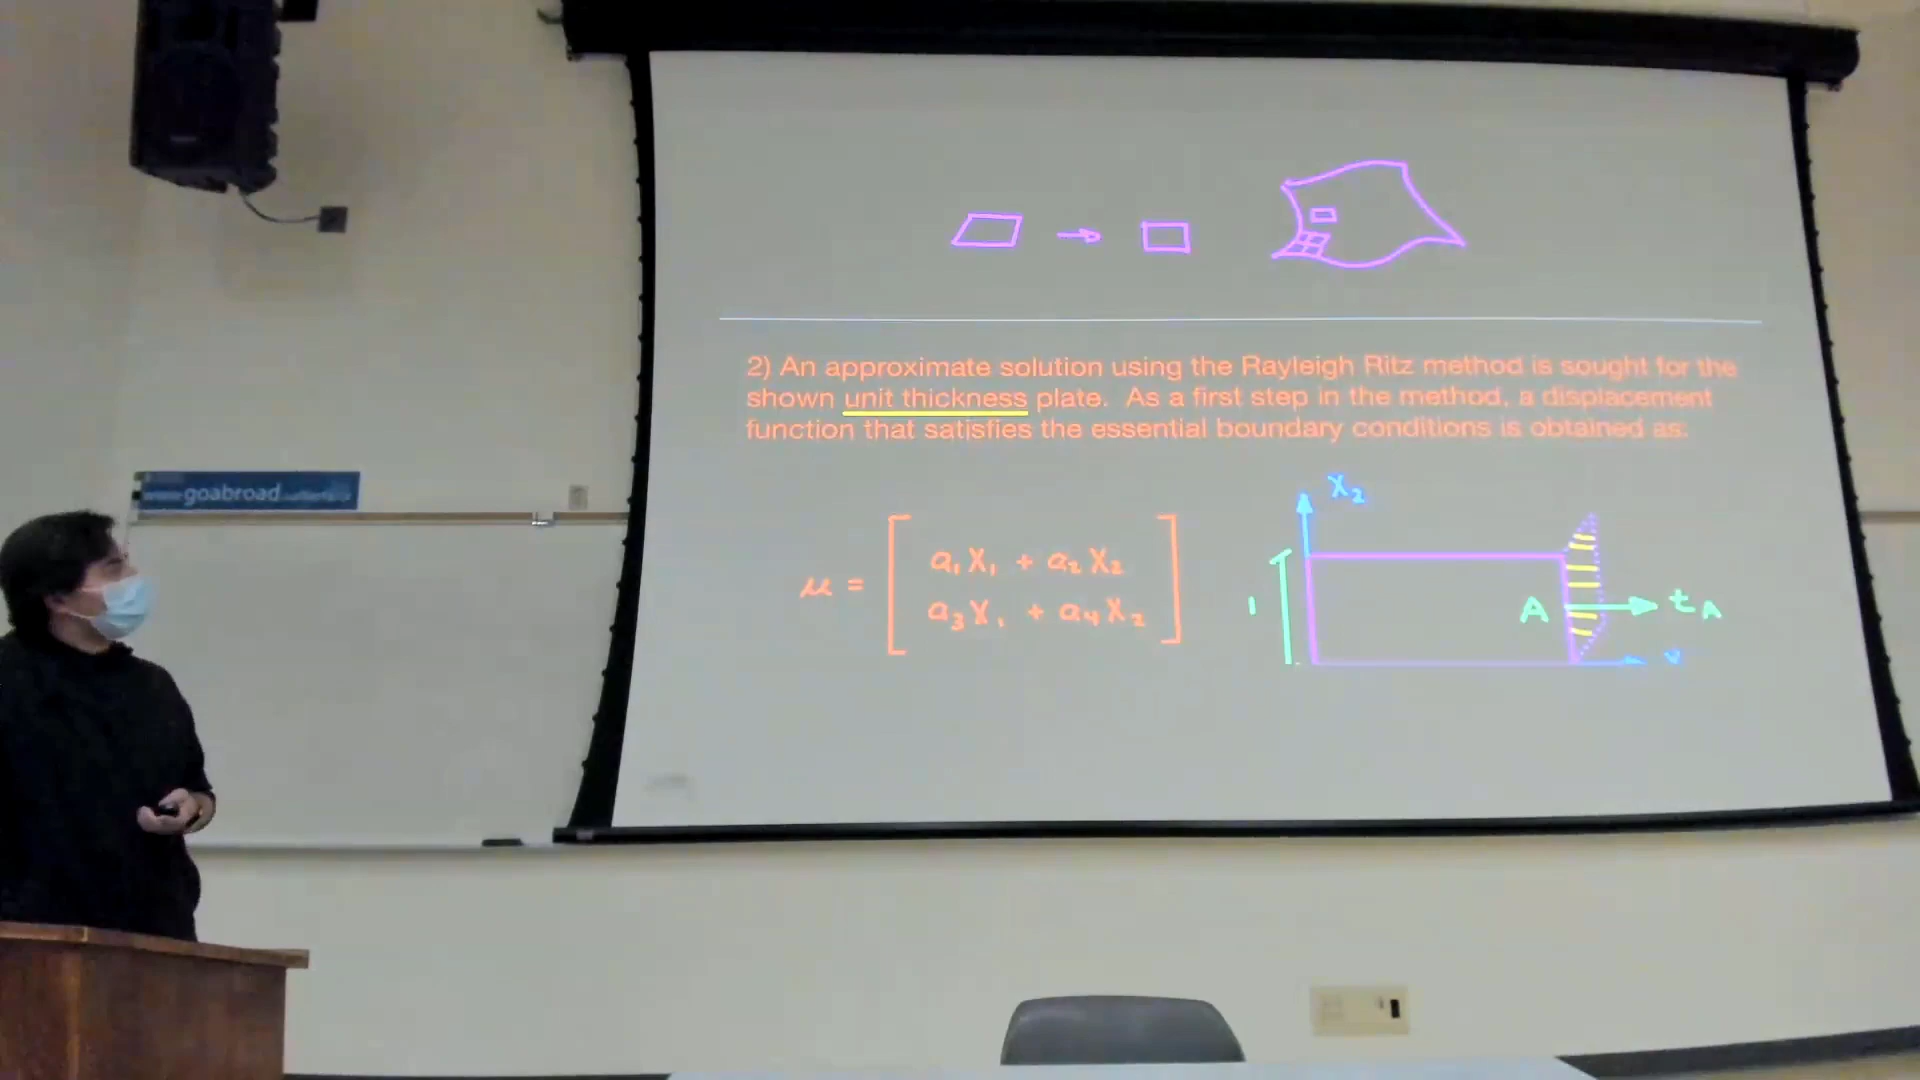 2) An approximate solution using the Rayleigh Ritz method is sought for the
shown unit thickness plate. As a first step in the method, a displacement
function that satisfies the essential boundary conditions is obtained as:
u = [ a₁X₁ + a₂X₂
a₃X₁ + a₄X₂ ]
X₂
1
A
t_A
goabroad